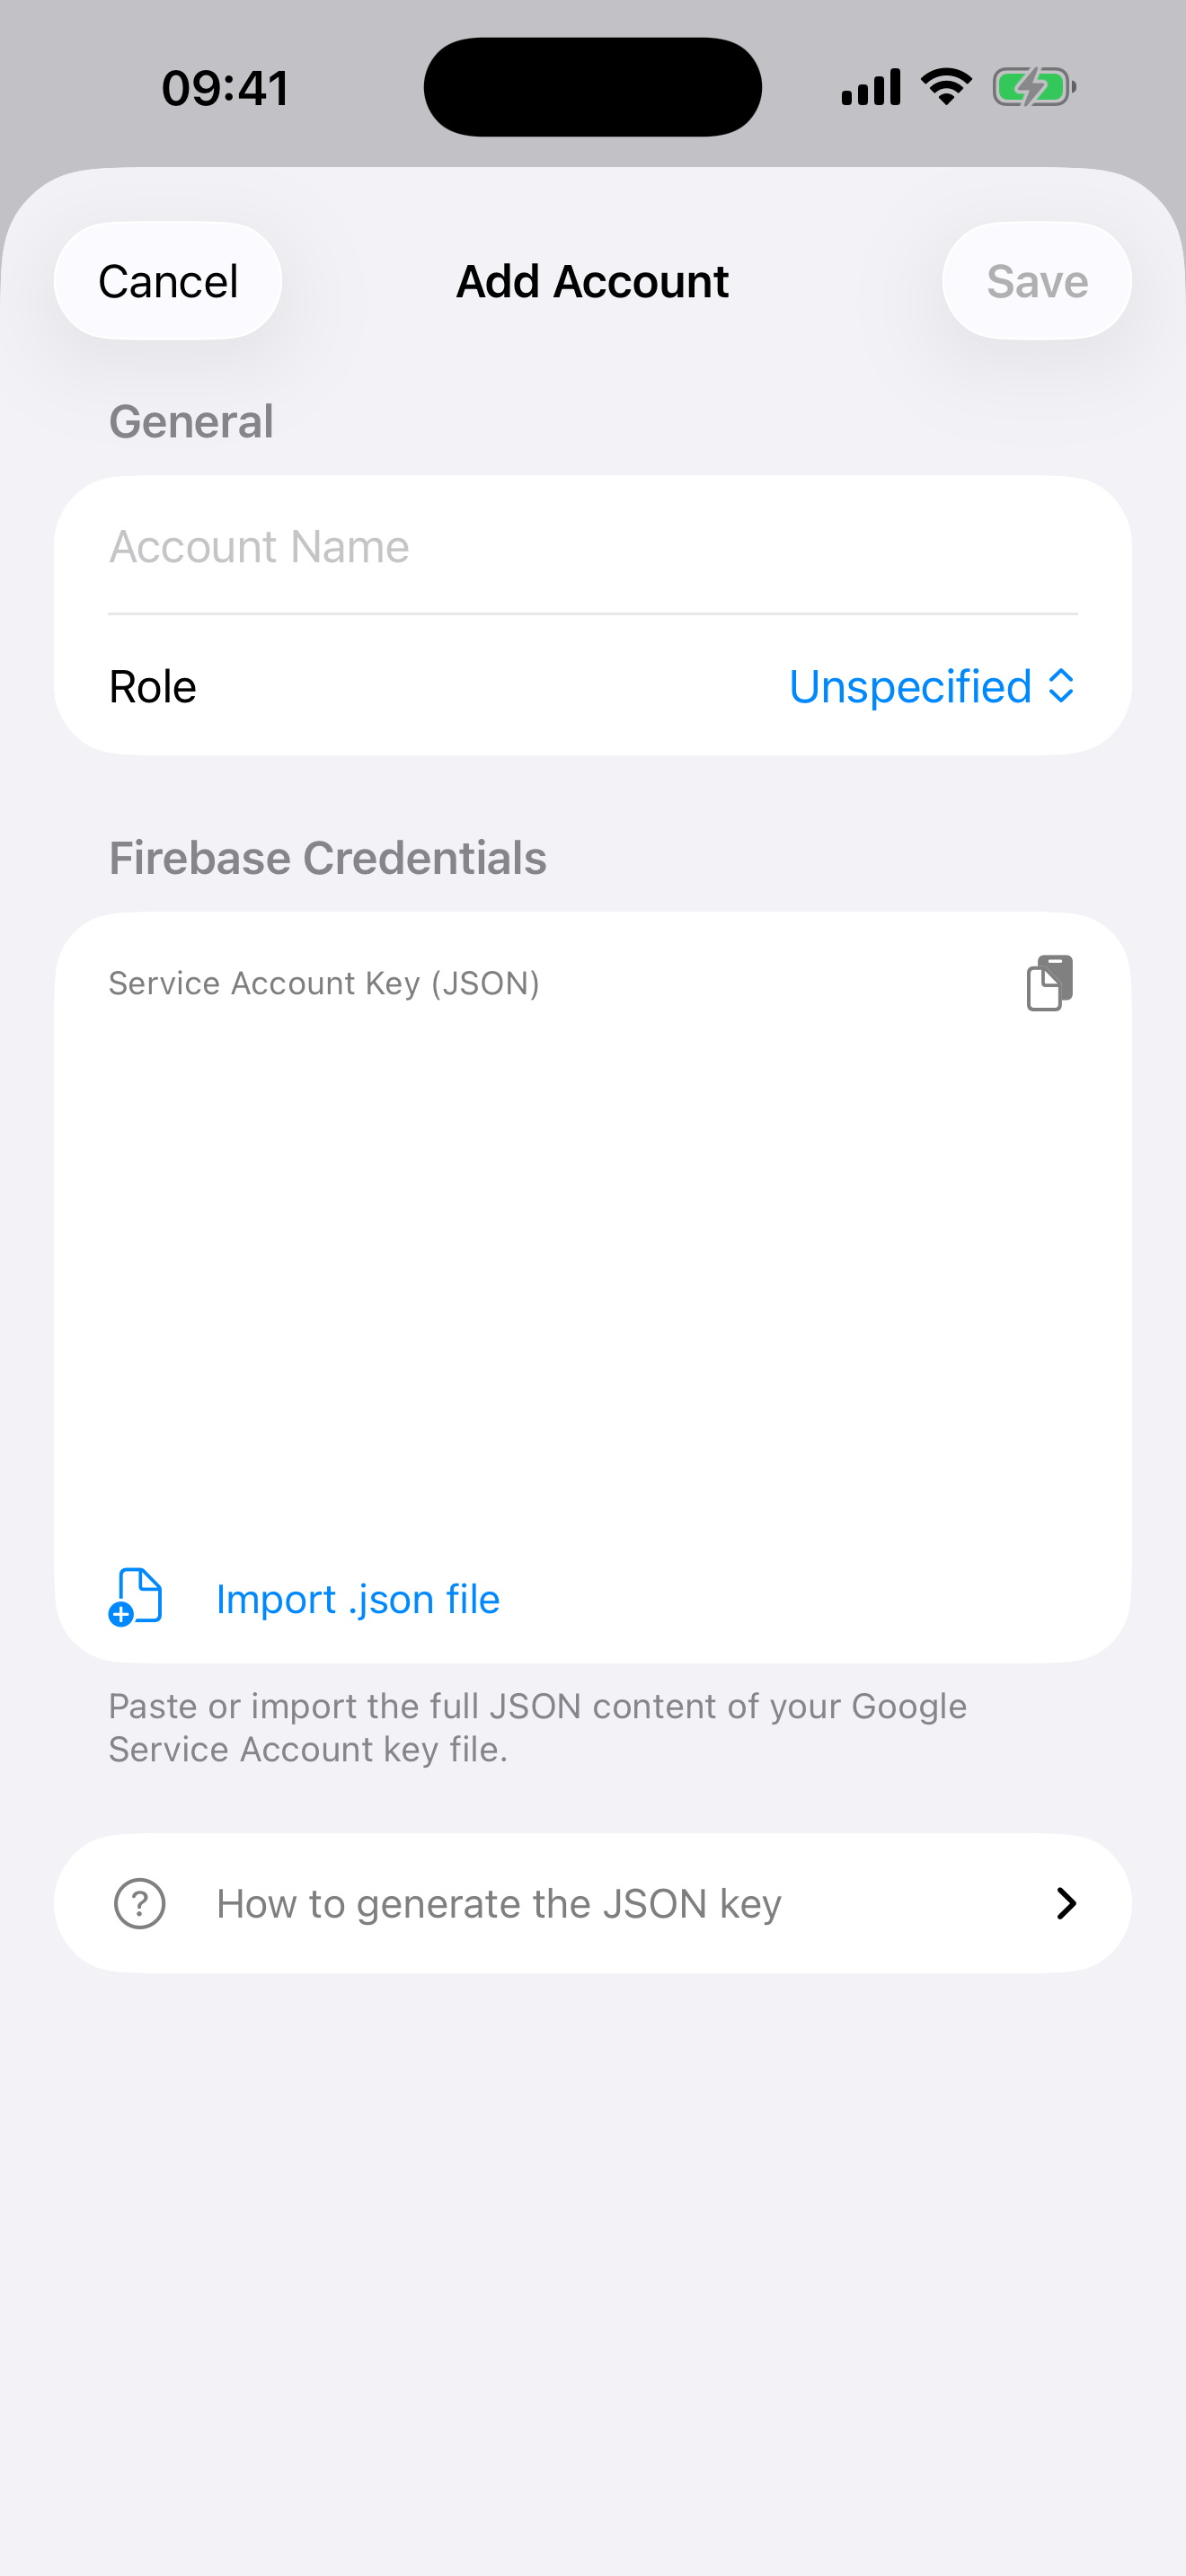 09:41
Cancel
Add Account
Save
General
Account Name
Role
Unspecified
Firebase Credentials
Service Account Key (JSON)
Import .json file
Paste or import the full JSON content of your Google
Service Account key file.
How to generate the JSON key